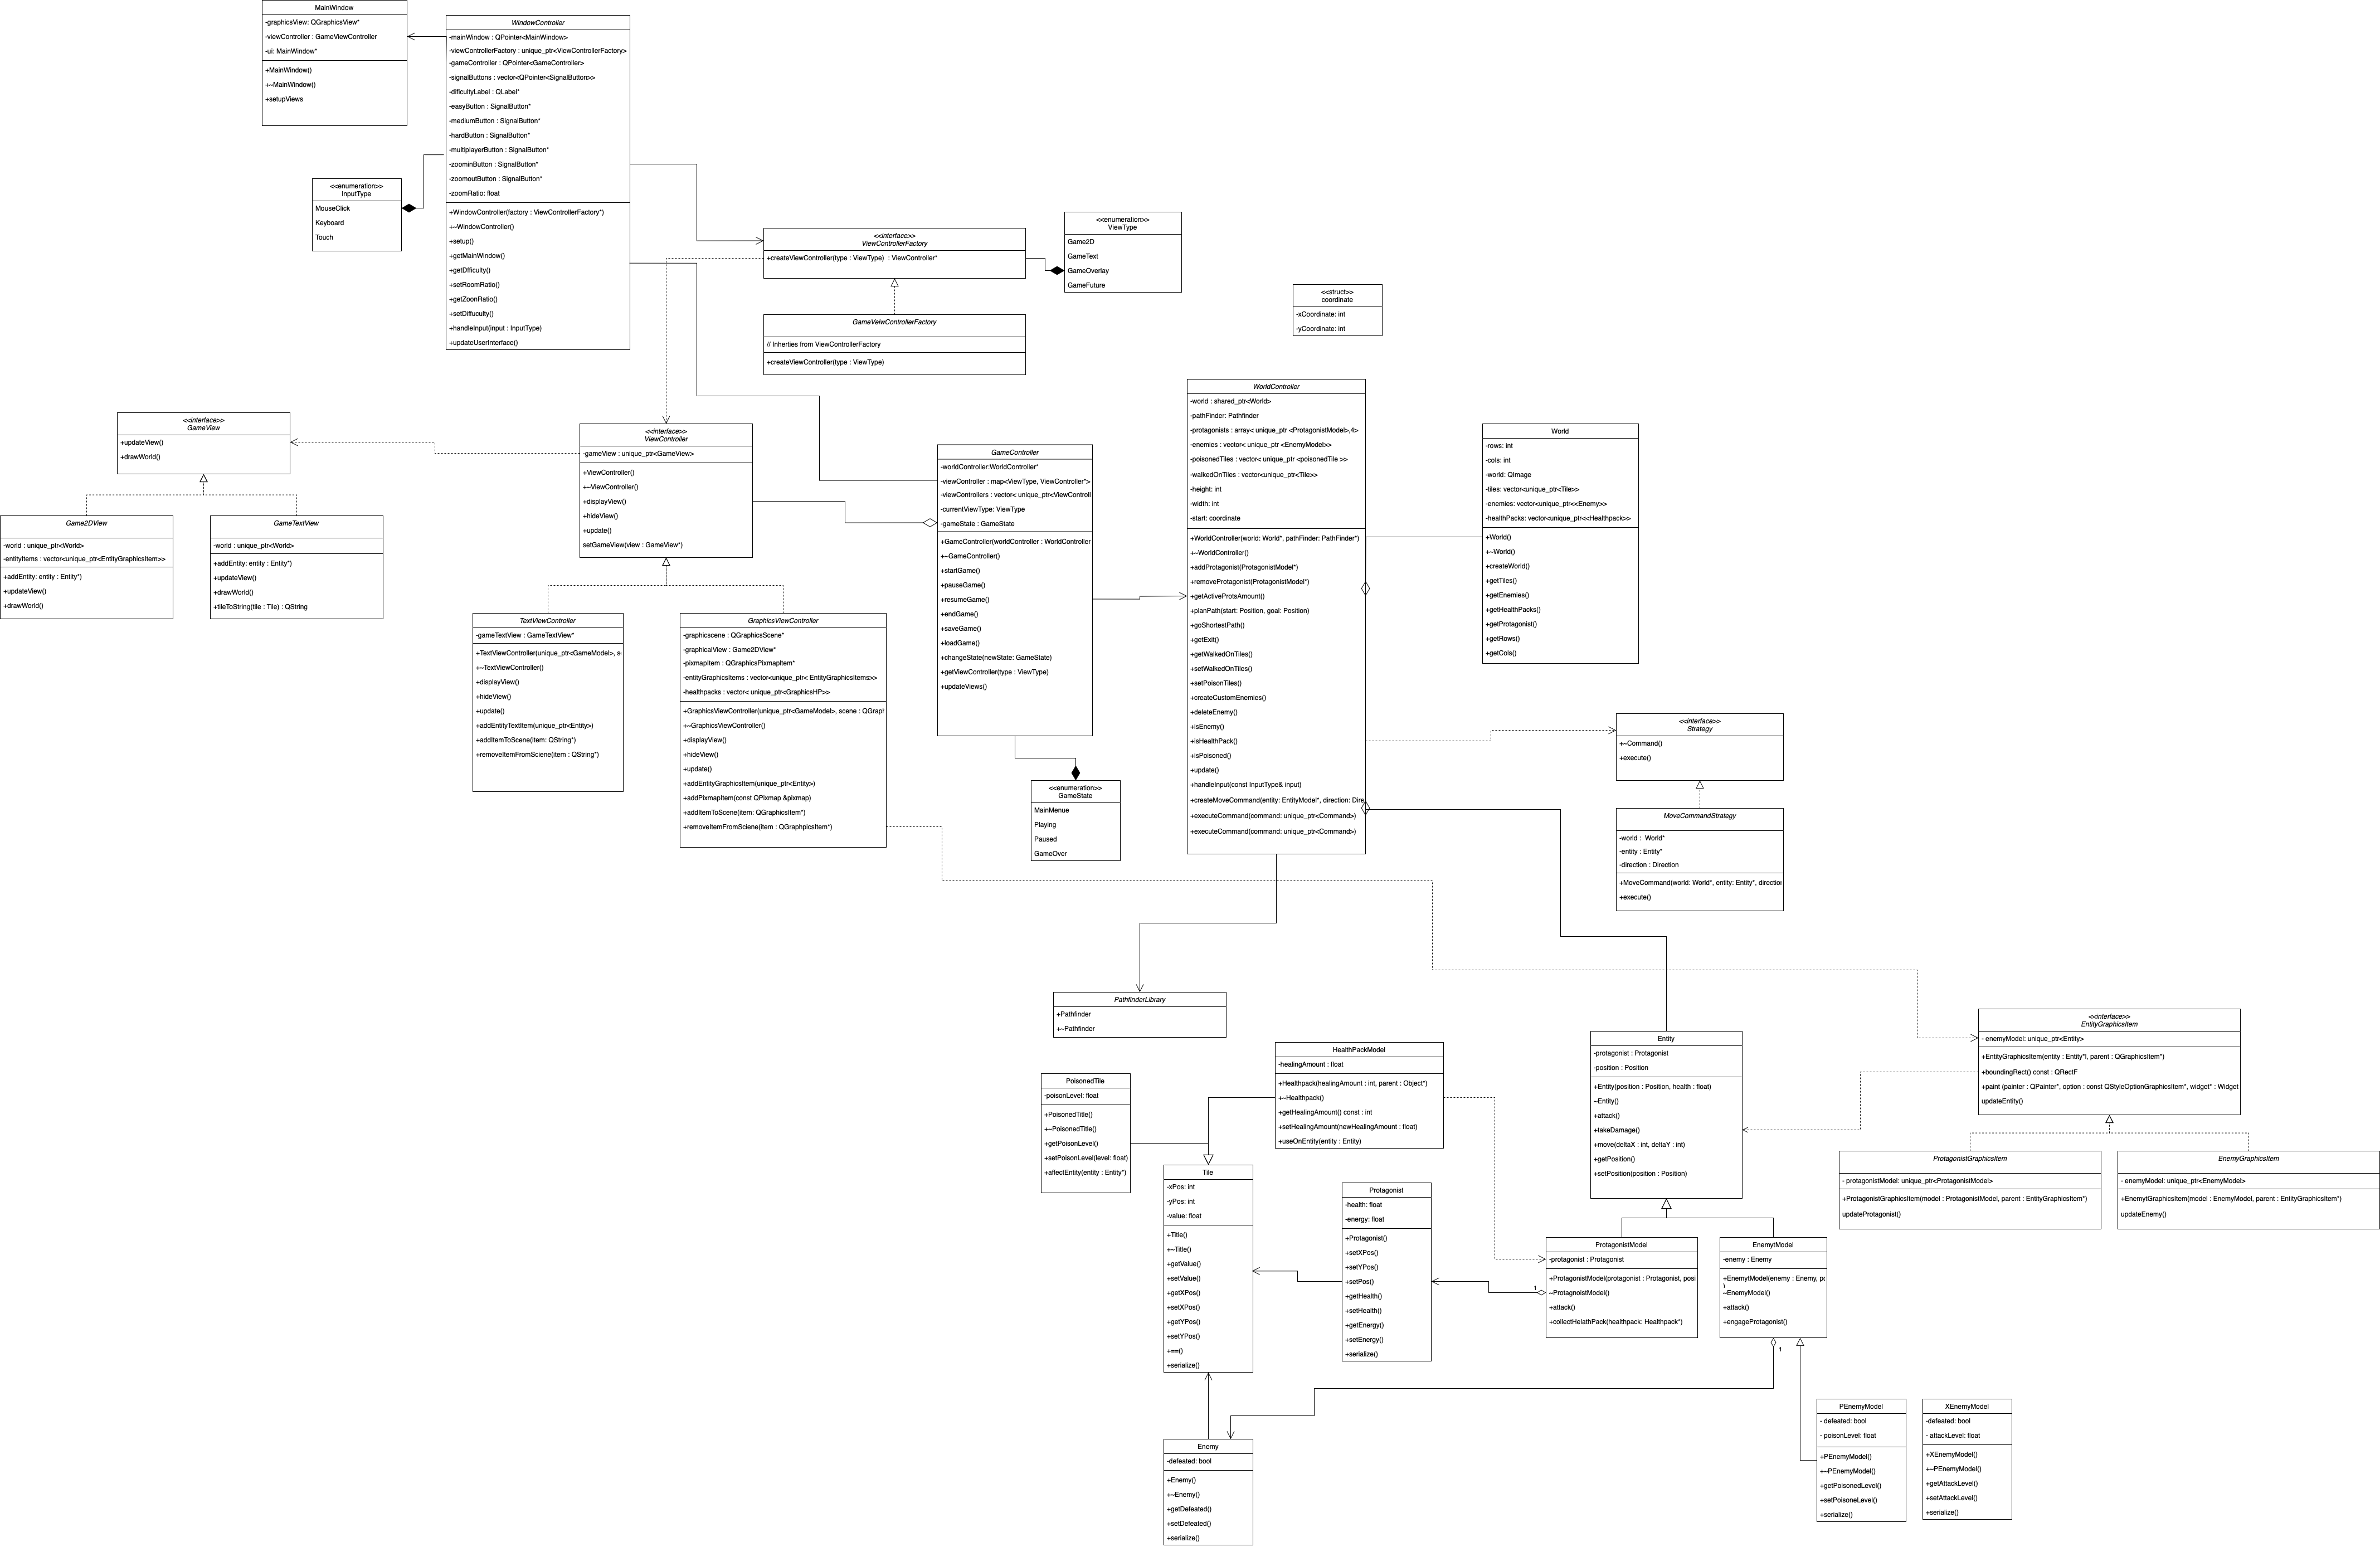 MainWindow
-graphicsView: QGraphicsView*
-viewController : GameViewController
-ui: MainWindow*
+MainWindow()
+~MainWindow()
+setupViews
WindowController
-mainWindow : QPointer<MainWindow>
-viewControllerFactory : unique_ptr<ViewControllerFactory>
-gameController : QPointer<GameController>
-signalButtons : vector<QPointer<SignalButton>>
-dificultyLabel : QLabel*
-easyButton : SignalButton*
-mediumButton : SignalButton*
-hardButton : SignalButton*
-multiplayerButton : SignalButton*
-zoominButton : SignalButton*
-zoomoutButton : SignalButton*
-zoomRatio: float
+WindowController(factory : ViewControllerFactory*)
+~WindowController()
+setup()
+getMainWindow()
+getDfficulty()
+setRoomRatio()
+getZoonRatio()
+setDiffuculty()
+handleInput(input : InputType)
+updateUserInterface()
<<enumeration>>
InputType
MouseClick
Keyboard
Touch
<<interface>>
ViewControllerFactory
+createViewController(type : ViewType) : ViewController*
<<enumeration>>
ViewType
Game2D
GameText
GameOverlay
GameFuture
GameVeiwControllerFactory
// Inherties from ViewControllerFactory
+createViewController(type : ViewType)
<<struct>>
coordinate
-xCoordinate: int
-yCoordinate: int
<<interface>>
GameView
+updateView()
+drawWorld()
Game2DView
-world : unique_ptr<World>
-entityItems : vector<unique_ptr<EntityGraphicsItem>>
+addEntity: entity : Entity*)
+updateView()
+drawWorld()
GameTextView
-world : unique_ptr<World>
+addEntity: entity : Entity*)
+updateView()
+drawWorld()
+tileToString(tile : Tile) : QString
<<interface>>
ViewController
-gameView : unique_ptr<GameView>
+ViewController()
+~ViewController()
+displayView()
+hideView()
+update()
setGameView(view : GameView*)
TextViewController
-gameTextView : GameTextView*
+TextViewController(unique_ptr<GameModel>, s
+~TextViewController()
+displayView()
+hideView()
+update()
+addEntityTextItem(unique_ptr<Entity>)
+addItemToScene(item: QString*)
+removeItemFromSciene(item : QString*)
GraphicsViewController
-graphicscene : QGraphicsScene*
-graphicalView : Game2DView*
-pixmapItem : QGraphicsPixmapItem*
-entityGraphicsItems : vector<unique_ptr< EntityGraphicsItems>>
-healthpacks : vector< unique_ptr<GraphicsHP>>
+GraphicsViewController(unique_ptr<GameModel>, scene : QGraph
+~GraphicsViewController()
+displayView()
+hideView()
+update()
+addEntityGraphicsItem(unique_ptr<Entity>)
+addPixmapItem(const QPixmap &pixmap)
+addItemToScene(item: QGraphicsItem*)
+removeItemFromSciene(item : QGraphpicsItem*)
GameController
-worldController:WorldController*
-viewController : map<ViewType, ViewController*>
-viewControllers : vector< unique_ptr<ViewControll
-currentViewType: ViewType
-gameState : GameState
+GameController(worldController : WorldController
+~GameController()
+startGame()
+pauseGame()
+resumeGame()
+endGame()
+saveGame()
+loadGame()
+changeState(newState: GameState)
+getViewController(type : ViewType)
+updateViews()
<<enumeration>>
GameState
MainMenue
Playing
Paused
GameOver
WorldController
-world : shared_ptr<World>
-pathFinder: Pathfinder
-protagonists : array< unique_ptr <ProtagonistModel>,4>
-enemies : vector< unique_ptr <EnemyModel>>
-poisonedTiles : vector< unique_ptr <poisonedTile >>
-walkedOnTiles : vector<unique_ptr<Tile>>
-height: int
-width: int
-start: coordinate
+WorldController(world: World*, pathFinder: PathFinder*)
+~WorldController()
+addProtagonist(ProtagonistModel*)
+removeProtagonist(ProtagonistModel*)
+getActiveProtsAmount()
+planPath(start: Position, goal: Position)
+goShortestPath()
+getExit()
+getWalkedOnTiles()
+setWalkedOnTiles()
+setPoisonTiles()
+createCustomEnemies()
+deleteEnemy()
+isEnemy()
+isHealthPack()
+isPoisoned()
+update()
+handleInput(const InputType& input)
+createMoveCommand(entity: EntityModel*, direction: Dire
+executeCommand(command: unique_ptr<Command>)
+executeCommand(command: unique_ptr<Command>)
World
-rows: int
-cols: int
-world: QImage
-tiles: vector<unique_ptr<Tile>>
-enemies: vector<unique_ptr<<Enemy>>
-healthPacks: vector<unique_ptr<<Healthpack>>
+World()
+~World()
+createWorld()
+getTiles()
+getEnemies()
+getHealthPacks()
+getProtagonist()
+getRows()
+getCols()
<<interface>>
Strategy
+~Command()
+execute()
MoveCommandStrategy
-world : World*
-entity : Entity*
-direction : Direction
+MoveCommand(world: World*, entity: Entity*, direction
+execute()
PathfinderLibrary
+Pathfinder
+~Pathfinder
HealthPackModel
-healingAmount : float
+Healthpack(healingAmount : int, parent : Object*)
+~Healthpack()
+getHealingAmount() const : int
+setHealingAmount(newHealingAmount : float)
+useOnEntity(entity : Entity)
PoisonedTile
-poisonLevel: float
+PoisonedTitle()
+~PoisonedTitle()
+getPoisonLevel()
+setPoisonLevel(level: float)
+affectEntity(entity : Entity*)
Tile
-xPos: int
-yPos: int
-value: float
+Title()
+~Title()
+getValue()
+setValue()
+getXPos()
+setXPos()
+getYPos()
+setYPos()
+==()
+serialize()
Protagonist
-health: float
-energy: float
+Protagonist()
+setXPos()
+setYPos()
+setPos()
+getHealth()
+setHealth()
+getEnergy()
+setEnergy()
+serialize()
Entity
-protagonist : Protagonist
-position : Position
+Entity(position : Position, health : float)
~Entity()
+attack()
+takeDamage()
+move(deltaX : int, deltaY : int)
+getPosition()
+setPosition(position : Position)
<<interface>>
EntityGraphicsItem
- enemyModel: unique_ptr<Entity>
+EntityGraphicsItem(entity : Entity*l, parent : QGraphicsItem*)
+boundingRect() const : QRectF
+paint (painter : QPainter*, option : const QStyleOptionGraphicsItem*, widget* : Widget
updateEntity()
ProtagonistGraphicsItem
- protagonistModel: unique_ptr<ProtagonistModel>
+ProtagonistGraphicsItem(model : ProtagonistModel, parent : EntityGraphicsItem*)
updateProtagonist()
EnemyGraphicsItem
- enemyModel: unique_ptr<EnemyModel>
+EnemytGraphicsItem(model : EnemyModel, parent : EntityGraphicsItem*)
updateEnemy()
ProtagonistModel
-protagonist : Protagonist
+ProtagonistModel(protagonist : Protagonist, posi
~ProtagnoistModel()
+attack()
+collectHelathPack(healthpack: Healthpack*)
1
EnemytModel
-enemy : Enemy
+EnemytModel(enemy : Enemy, po
)
~EnemyModel()
+attack()
+engageProtagonist()
1
Enemy
-defeated: bool
+Enemy()
+~Enemy()
+getDefeated()
+setDefeated()
+serialize()
PEnemyModel
- defeated: bool
- poisonLevel: float
+PEnemyModel()
+~PEnemyModel()
+getPoisonedLevel()
+setPoisoneLevel()
+serialize()
XEnemyModel
-defeated: bool
- attackLevel: float
+XEnemyModel()
+~PEnemyModel()
+getAttackLevel()
+setAttackLevel()
+serialize()